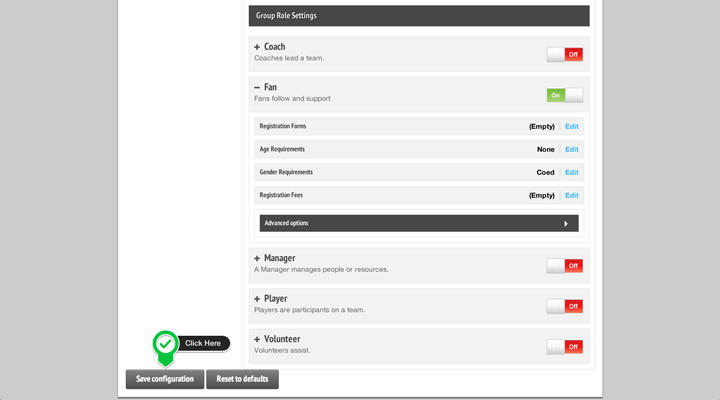 Group Role Settings
Coach
Coaches lead a team.
Off
Fan
Fans follow and support
On
Registration Forms (Empty) Edit
Age Requirements None Edit
Gender Requirements Coed Edit
Registration Fees (Empty) Edit
Advanced options
Manager
A Manager manages people or resources.
Off
Player
Players are participants on a team.
Off
Volunteer
Volunteers assist.
Off
Click Here
Save configuration Reset to defaults